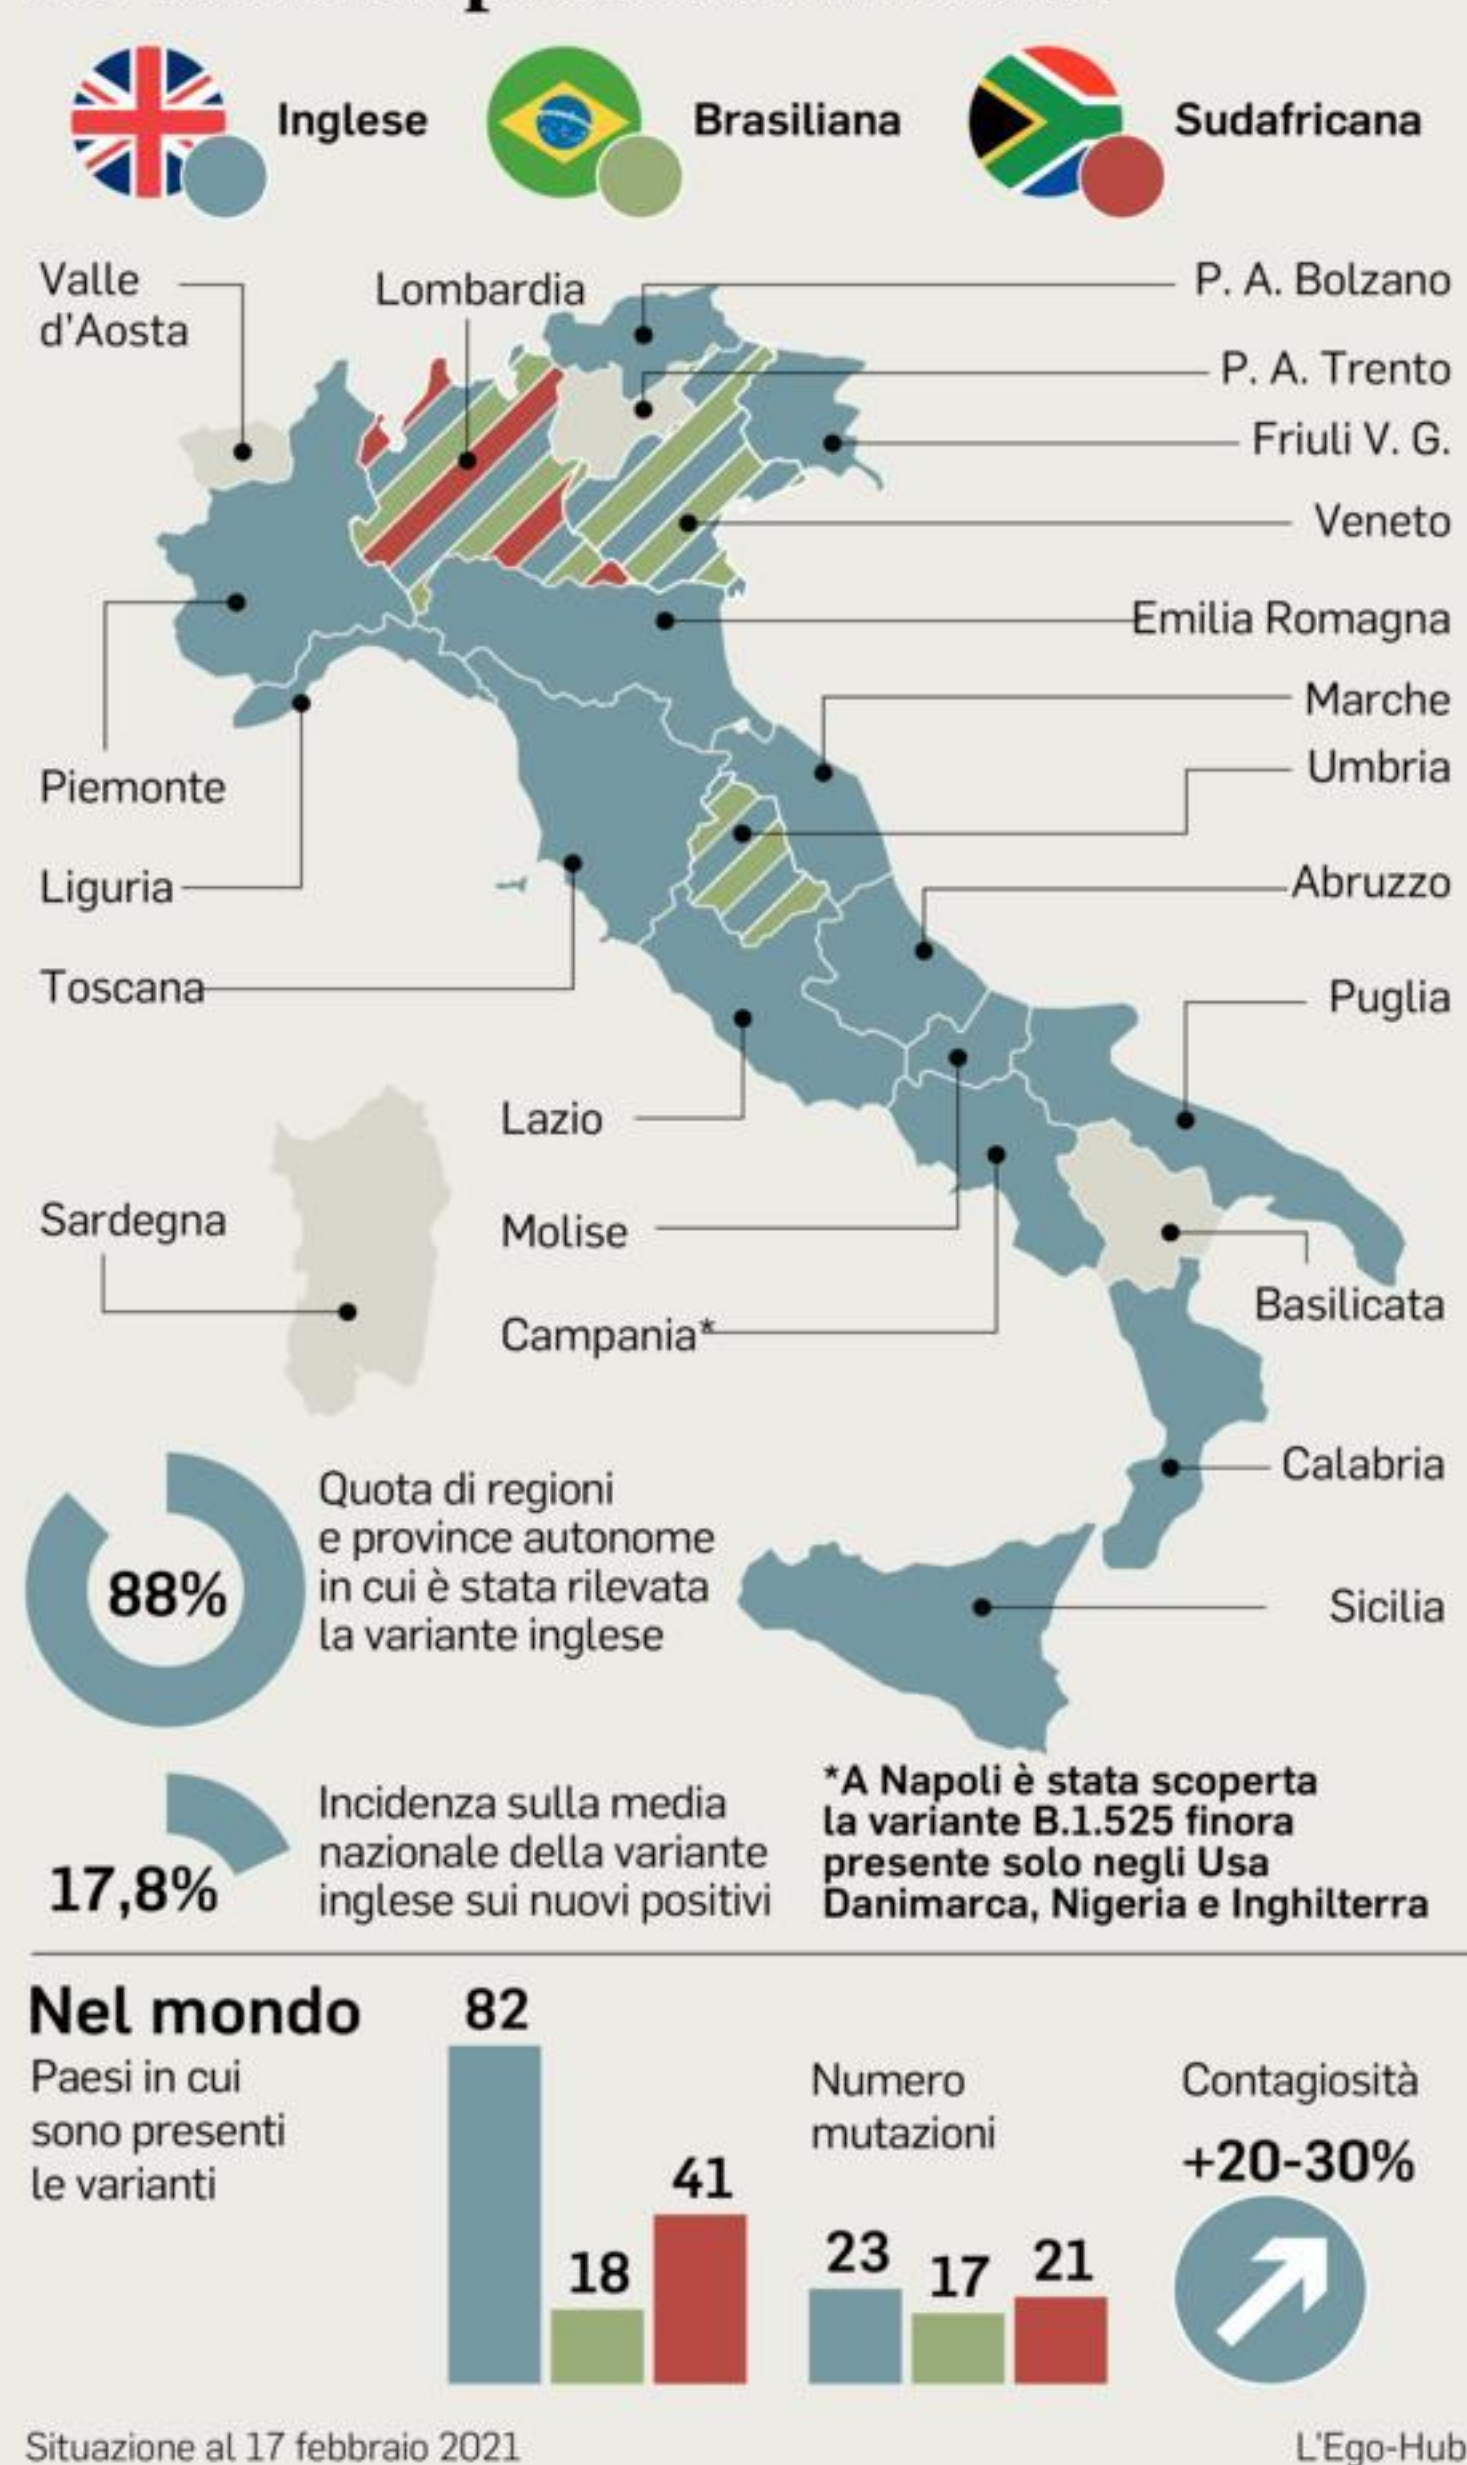 Inglese
Brasiliana
Sudafricana
Valle
d'Aosta
Lombardia
P. A. Bolzano
P. A. Trento
Friuli V. G.
Veneto
Emilia Romagna
Marche
Umbria
Piemonte
Liguria
Abruzzo
Toscana
Puglia
Lazio
Sardegna
Molise
Campania*
Basilicata
Calabria
Sicilia
88%
Quota di regioni
e province autonome
in cui è stata rilevata
la variante inglese
17,8%
Incidenza sulla media
nazionale della variante
inglese sui nuovi positivi
*A Napoli è stata scoperta
la variante B.1.525 finora
presente solo negli Usa
Danimarca, Nigeria e Inghilterra
Nel mondo
Paesi in cui
sono presenti
le varianti
82
18
41
Numero
mutazioni
23
17
21
Contagiosità
+20-30%
Situazione al 17 febbraio 2021
L'Ego-Hub